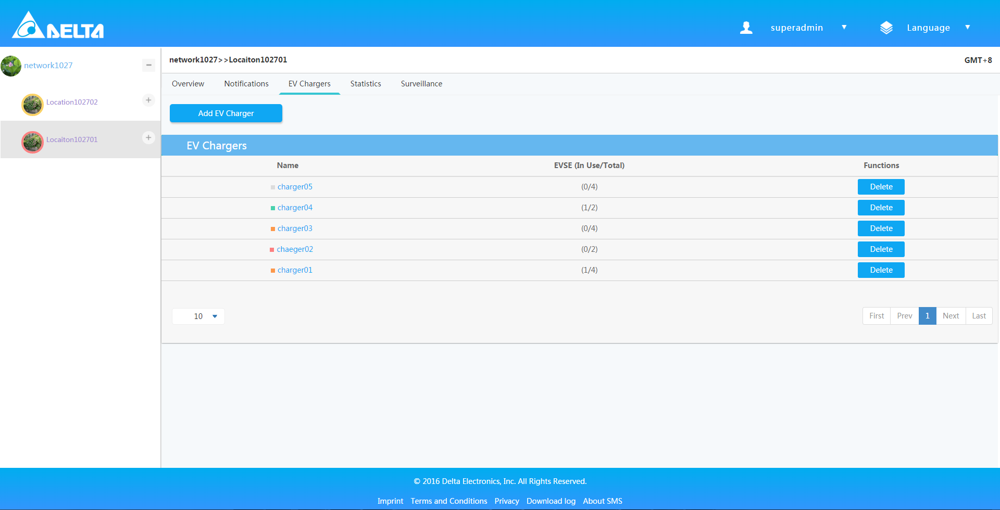 DELTA
superadmin ▼ Language ▼
network1027
Location102702
Locaiton102701
network1027>>Locaiton102701 GMT+8
Overview Notifications EV Chargers Statistics Surveillance
Add EV Charger
EV Chargers
Name EVSE (In Use/Total) Functions
charger05 (0/4) Delete
charger04 (1/2) Delete
charger03 (0/4) Delete
chaeger02 (0/2) Delete
charger01 (1/4) Delete
10 First Prev 1 Next Last
© 2016 Delta Electronics, Inc. All Rights Reserved.
Imprint Terms and Conditions Privacy Download log About SMS